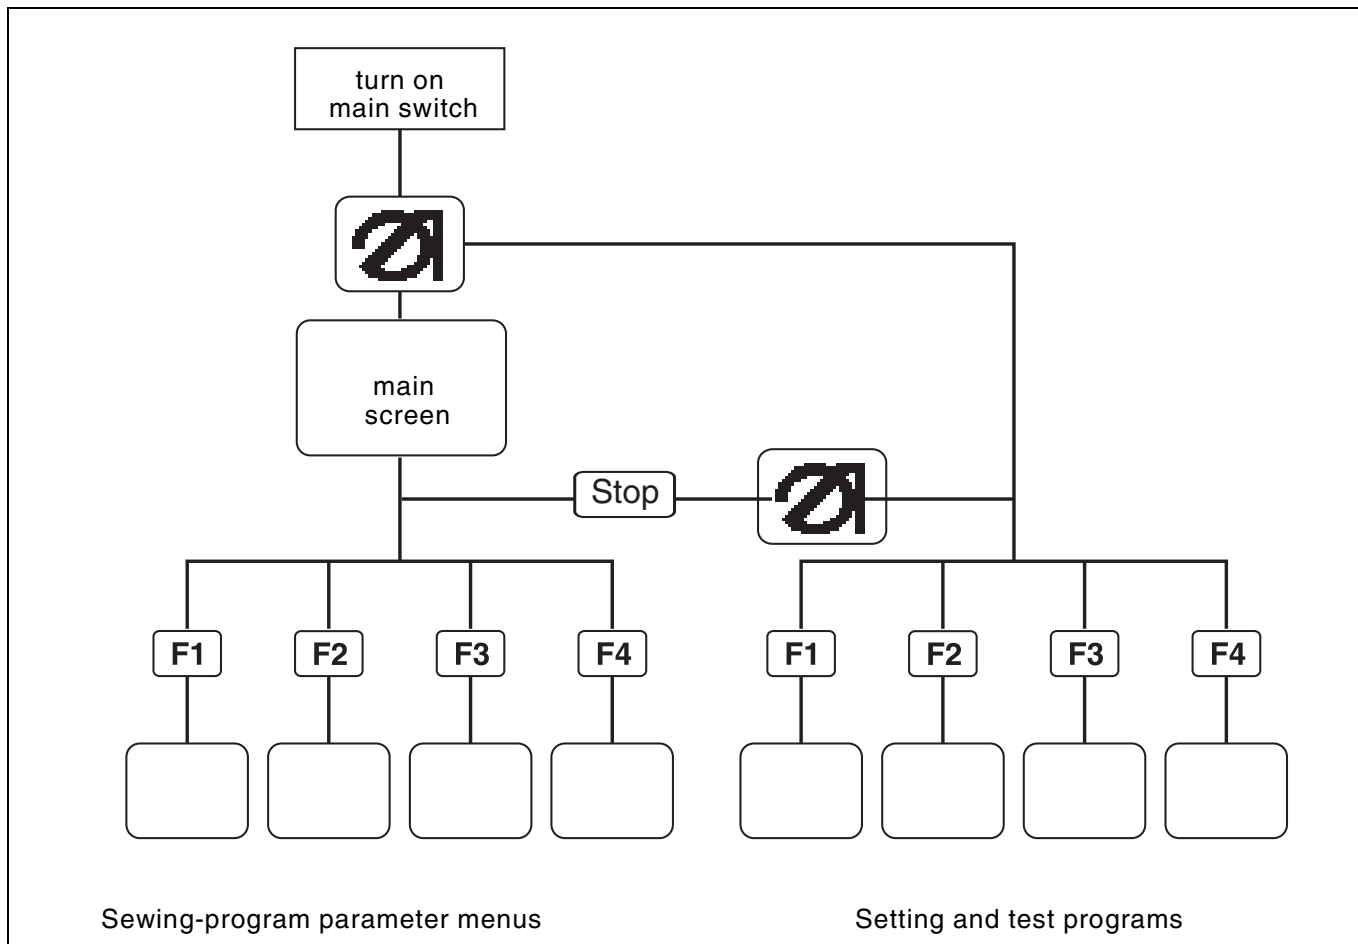 turn on
main switch
main
screen
Stop
F1 F2 F3 F4 F1 F2 F3 F4
Sewing-program parameter menus Setting and test programs